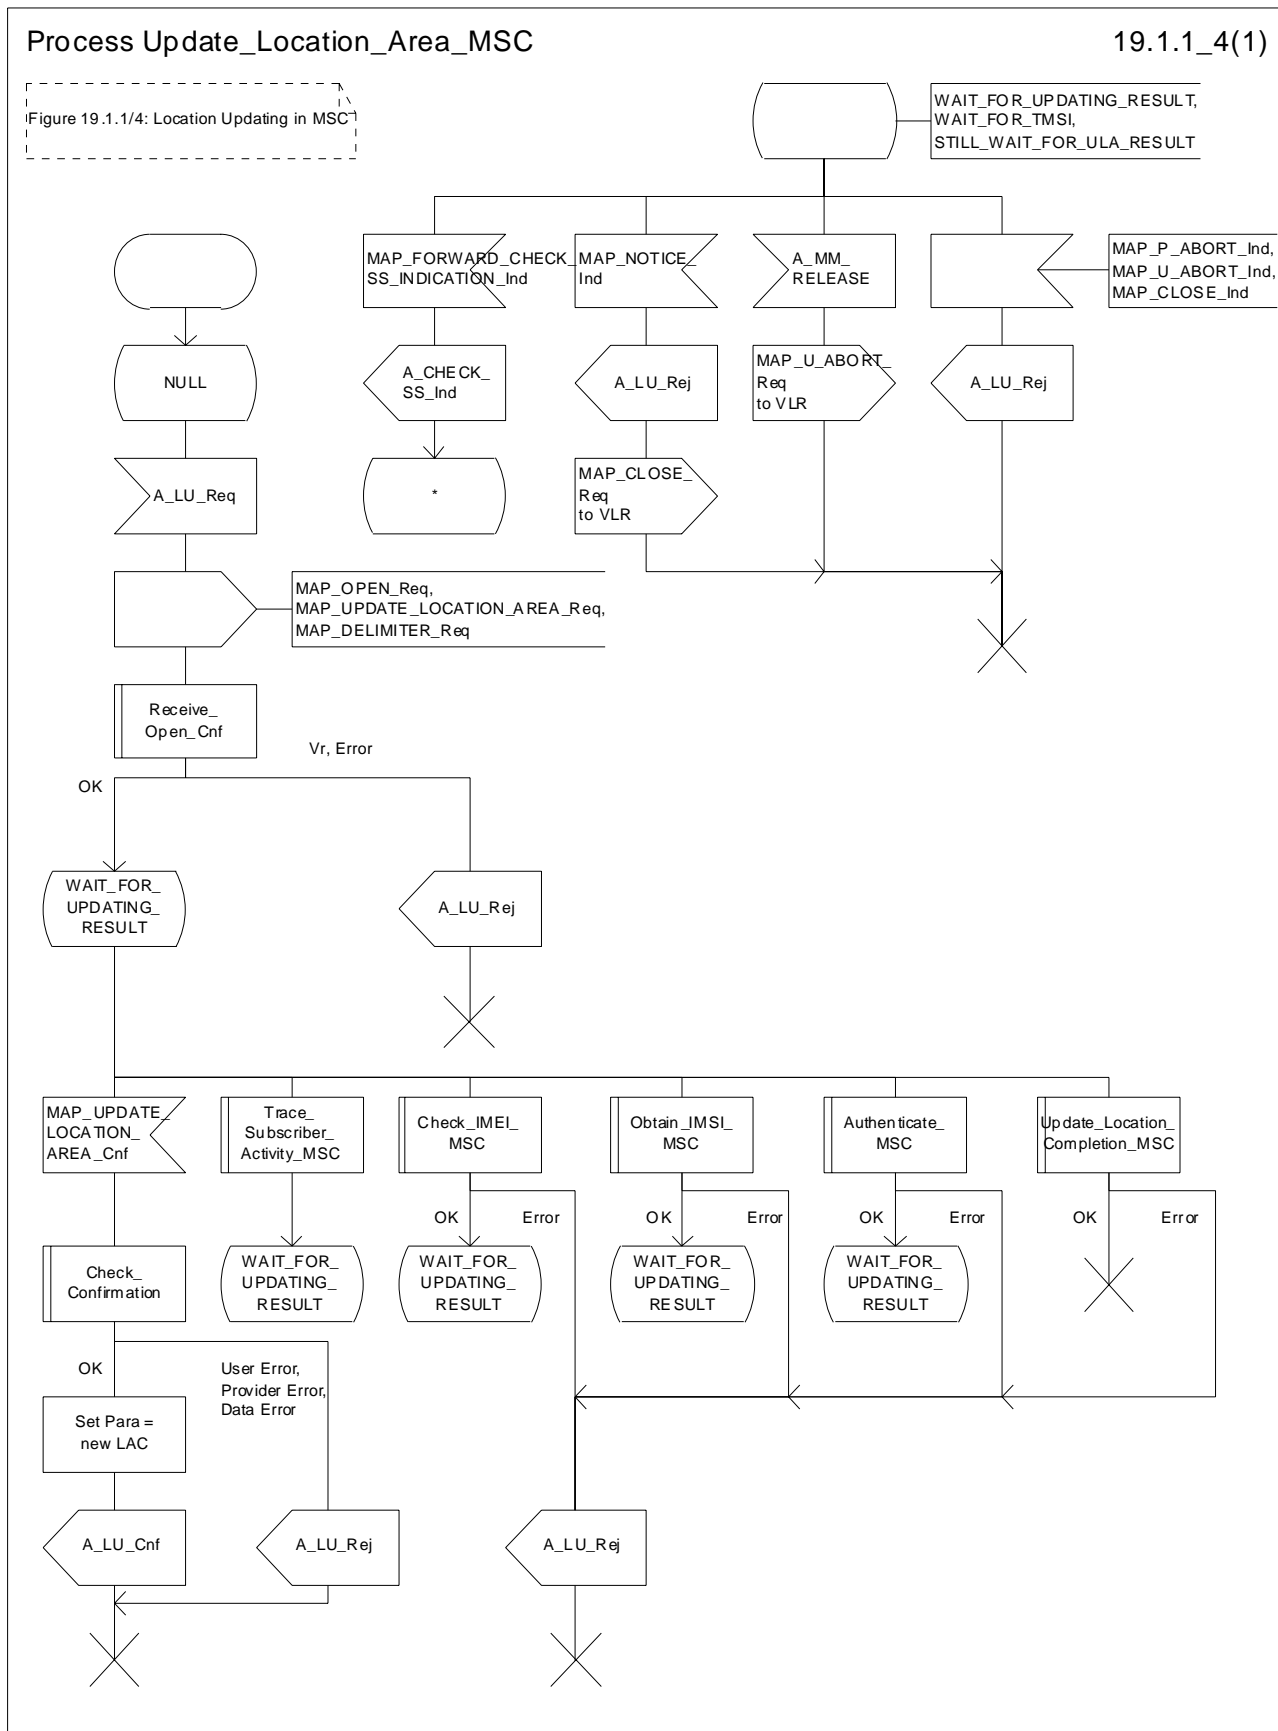 Process Update_Location_Area_MSC
19.1.1_4(1)
Figure 19.1.1/4: Location Updating in MSC
WAIT_FOR_UPDATING_RESULT,
WAIT_FOR_TMSI,
STILL_WAIT_FOR_ULA_RESULT
MAP_FORWARD_CHECK_
SS_INDICATION_Ind
MAP_NOTICE_
Ind
A_MM_
RELEASE
MAP_P_ABORT_Ind,
MAP_U_ABORT_Ind,
MAP_CLOSE_Ind
NULL
A_CHECK_
SS_Ind
A_LU_Rej
MAP_U_ABORT_
Req
to VLR
A_LU_Rej
A_LU_Req
*
MAP_CLOSE_
Req
to VLR
MAP_OPEN_Req,
MAP_UPDATE_LOCATION_AREA_Req,
MAP_DELIMITER_Req
Receive_
Open_Cnf
Vr, Error
OK
WAIT_FOR_
UPDATING_
RESULT
A_LU_Rej
MAP_UPDATE_
LOCATION_
AREA_Cnf
Trace_
Subscriber_
Activity_MSC
Check_IMEI_
MSC
Obtain_IMSI_
MSC
Authenticate_
MSC
Update_Location_
Completion_MSC
OK
Error
OK
Error
OK
Error
OK
Error
Check_
Confirmation
WAIT_FOR_
UPDATING_
RESULT
WAIT_FOR_
UPDATING_
RESULT
WAIT_FOR_
UPDATING_
RESULT
WAIT_FOR_
UPDATING_
RESULT
OK
User Error,
Provider Error,
Data Error
Set Para =
new LAC
A_LU_Cnf
A_LU_Rej
A_LU_Rej